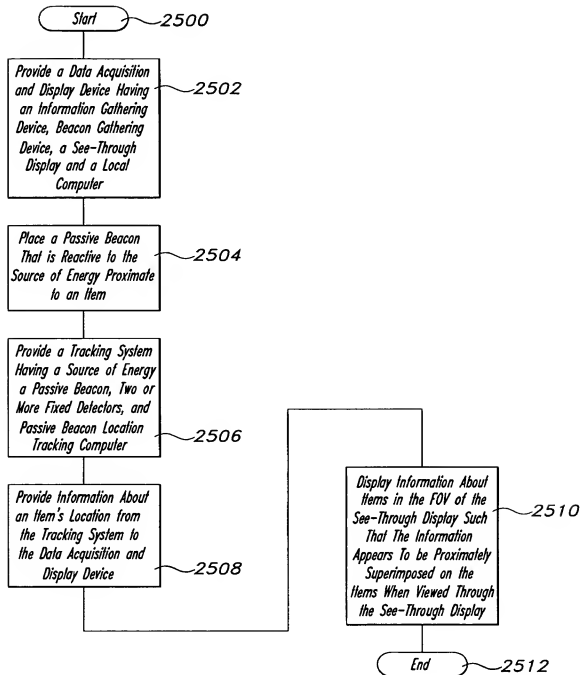 Start
2500
Provide a Data Acquisition
and Display Device Having
an Information Gathering
Device, Beacon Gathering
Device, a See-Through
Display and a Local
Computer
2502
Place a Passive Beacon
That is Reactive to the
Source of Energy Proximate
to an Item
2504
Provide a Tracking System
Having a Source of Energy
a Passive Beacon, Two or
More Fixed Detectors, and
Passive Beacon Location
Tracking Computer
2506
Provide Information About
an Item's Location from
the Tracking System to
the Data Acquisition and
Display Device
2508
Display Information About
Items in the FOV of the
See-Through Display Such
That The Information
Appears To be Proximately
Superimposed on the
Items When Viewed Through
the See-Through Display
2510
End
2512